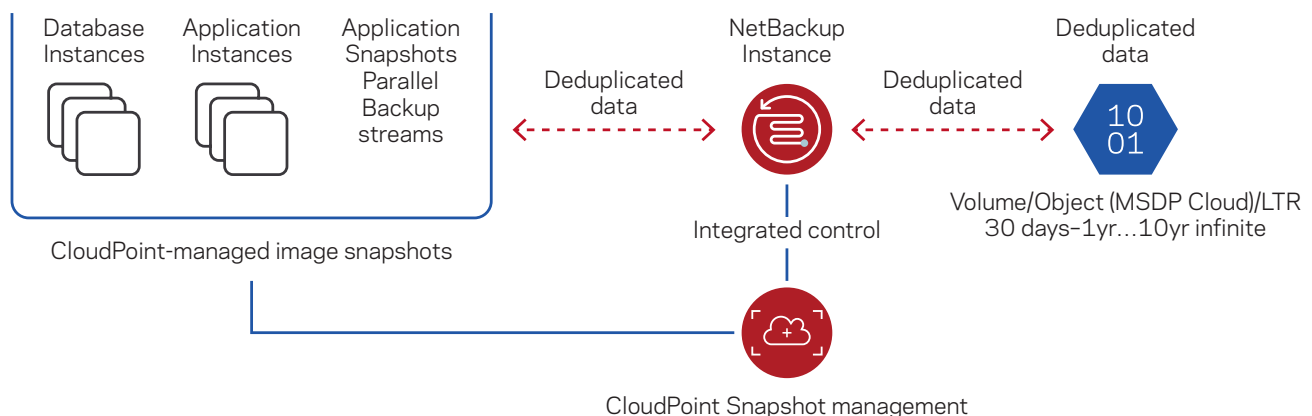 Database
Instances
Application
Instances
Application
Snapshots
Parallel
Backup
streams
Deduplicated
data
NetBackup
Instance
Deduplicated
data
Deduplicated
data
10
01
Volume/Object (MSDP Cloud)/LTR
30 days–1yr...10yr infinite
Integrated control
CloudPoint-managed image snapshots
CloudPoint Snapshot management